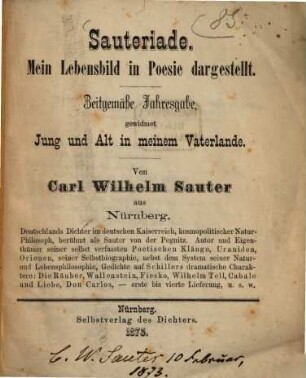 85.
Sauteriade.
Mein Lebensbild in Poesie dargestellt.
Zeitgemäße Jahresgabe,
gewidmet
Jung und Alt in meinem Vaterlande.
Von
Carl Wilhelm Sauter
aus
Nürnberg.
Deutschlands Dichter im deutschen Kaiserreich, kosmopolitischer Natur-
Philosoph, berühmt als Sauter von der Pegnitz. Autor und Eigen-
thümer seiner selbst verfassten Poetischen Klänge, Uraniden,
Orionen, seiner Selbstbiographie, nebst dem System seiner Natur-
und Lebensphilosophie, Gedichte auf Schillers dramatische Charak-
tere: Die Räuber, Wallenstein, Fiesko, Wilhelm Tell, Cabale
und Liebe, Don Carlos, — erste bis vierte Lieferung, u. s. w.
Nürnberg.
Selbstverlag des Dichters.
1873.
C. W. Sauter 10 Februar,
1873.